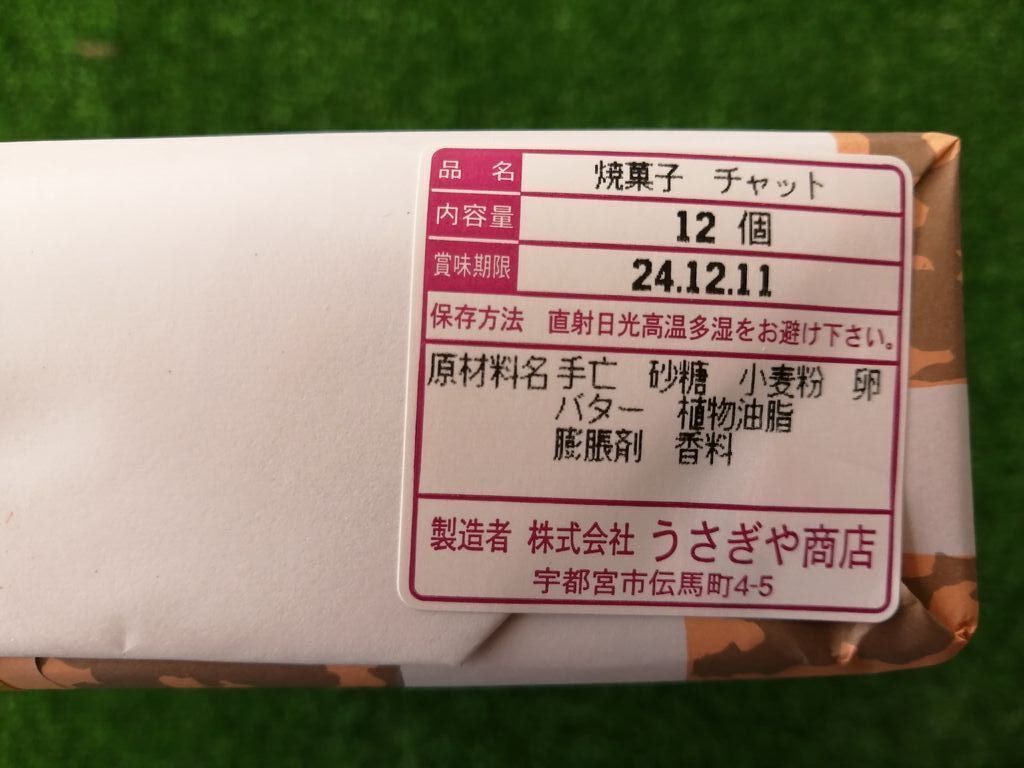 品 名 焼菓子 チャット
内容量 12 個
賞味期限 24.12.11
保存方法 直射日光高温多湿をお避け下さい。
原材料名 手亡 砂糖 小麦粉 卵
バター 植物油脂
膨脹剤 香料
製造者 株式会社 うさぎや商店
宇都宮市伝馬町4-5